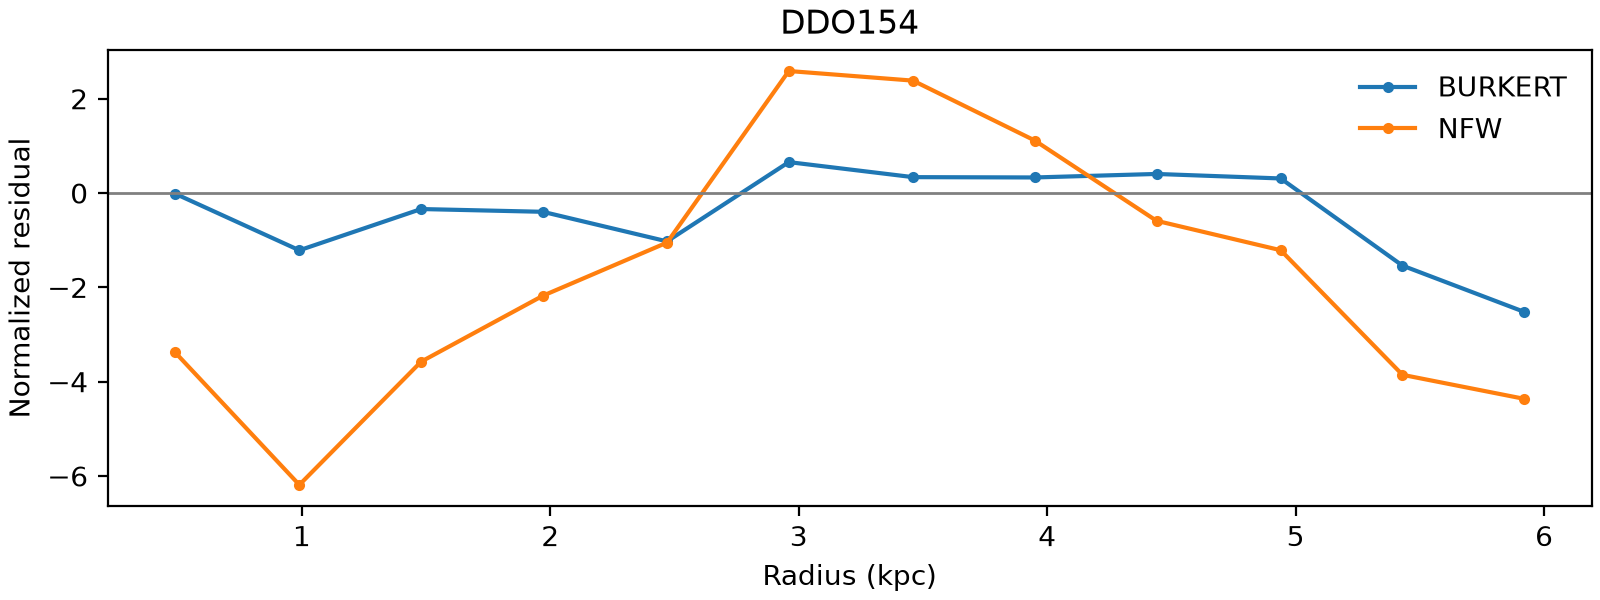 DDO154
BURKERT
NFW
Normalized residual
2
0
−2
−4
−6
1 2 3 4 5 6
Radius (kpc)